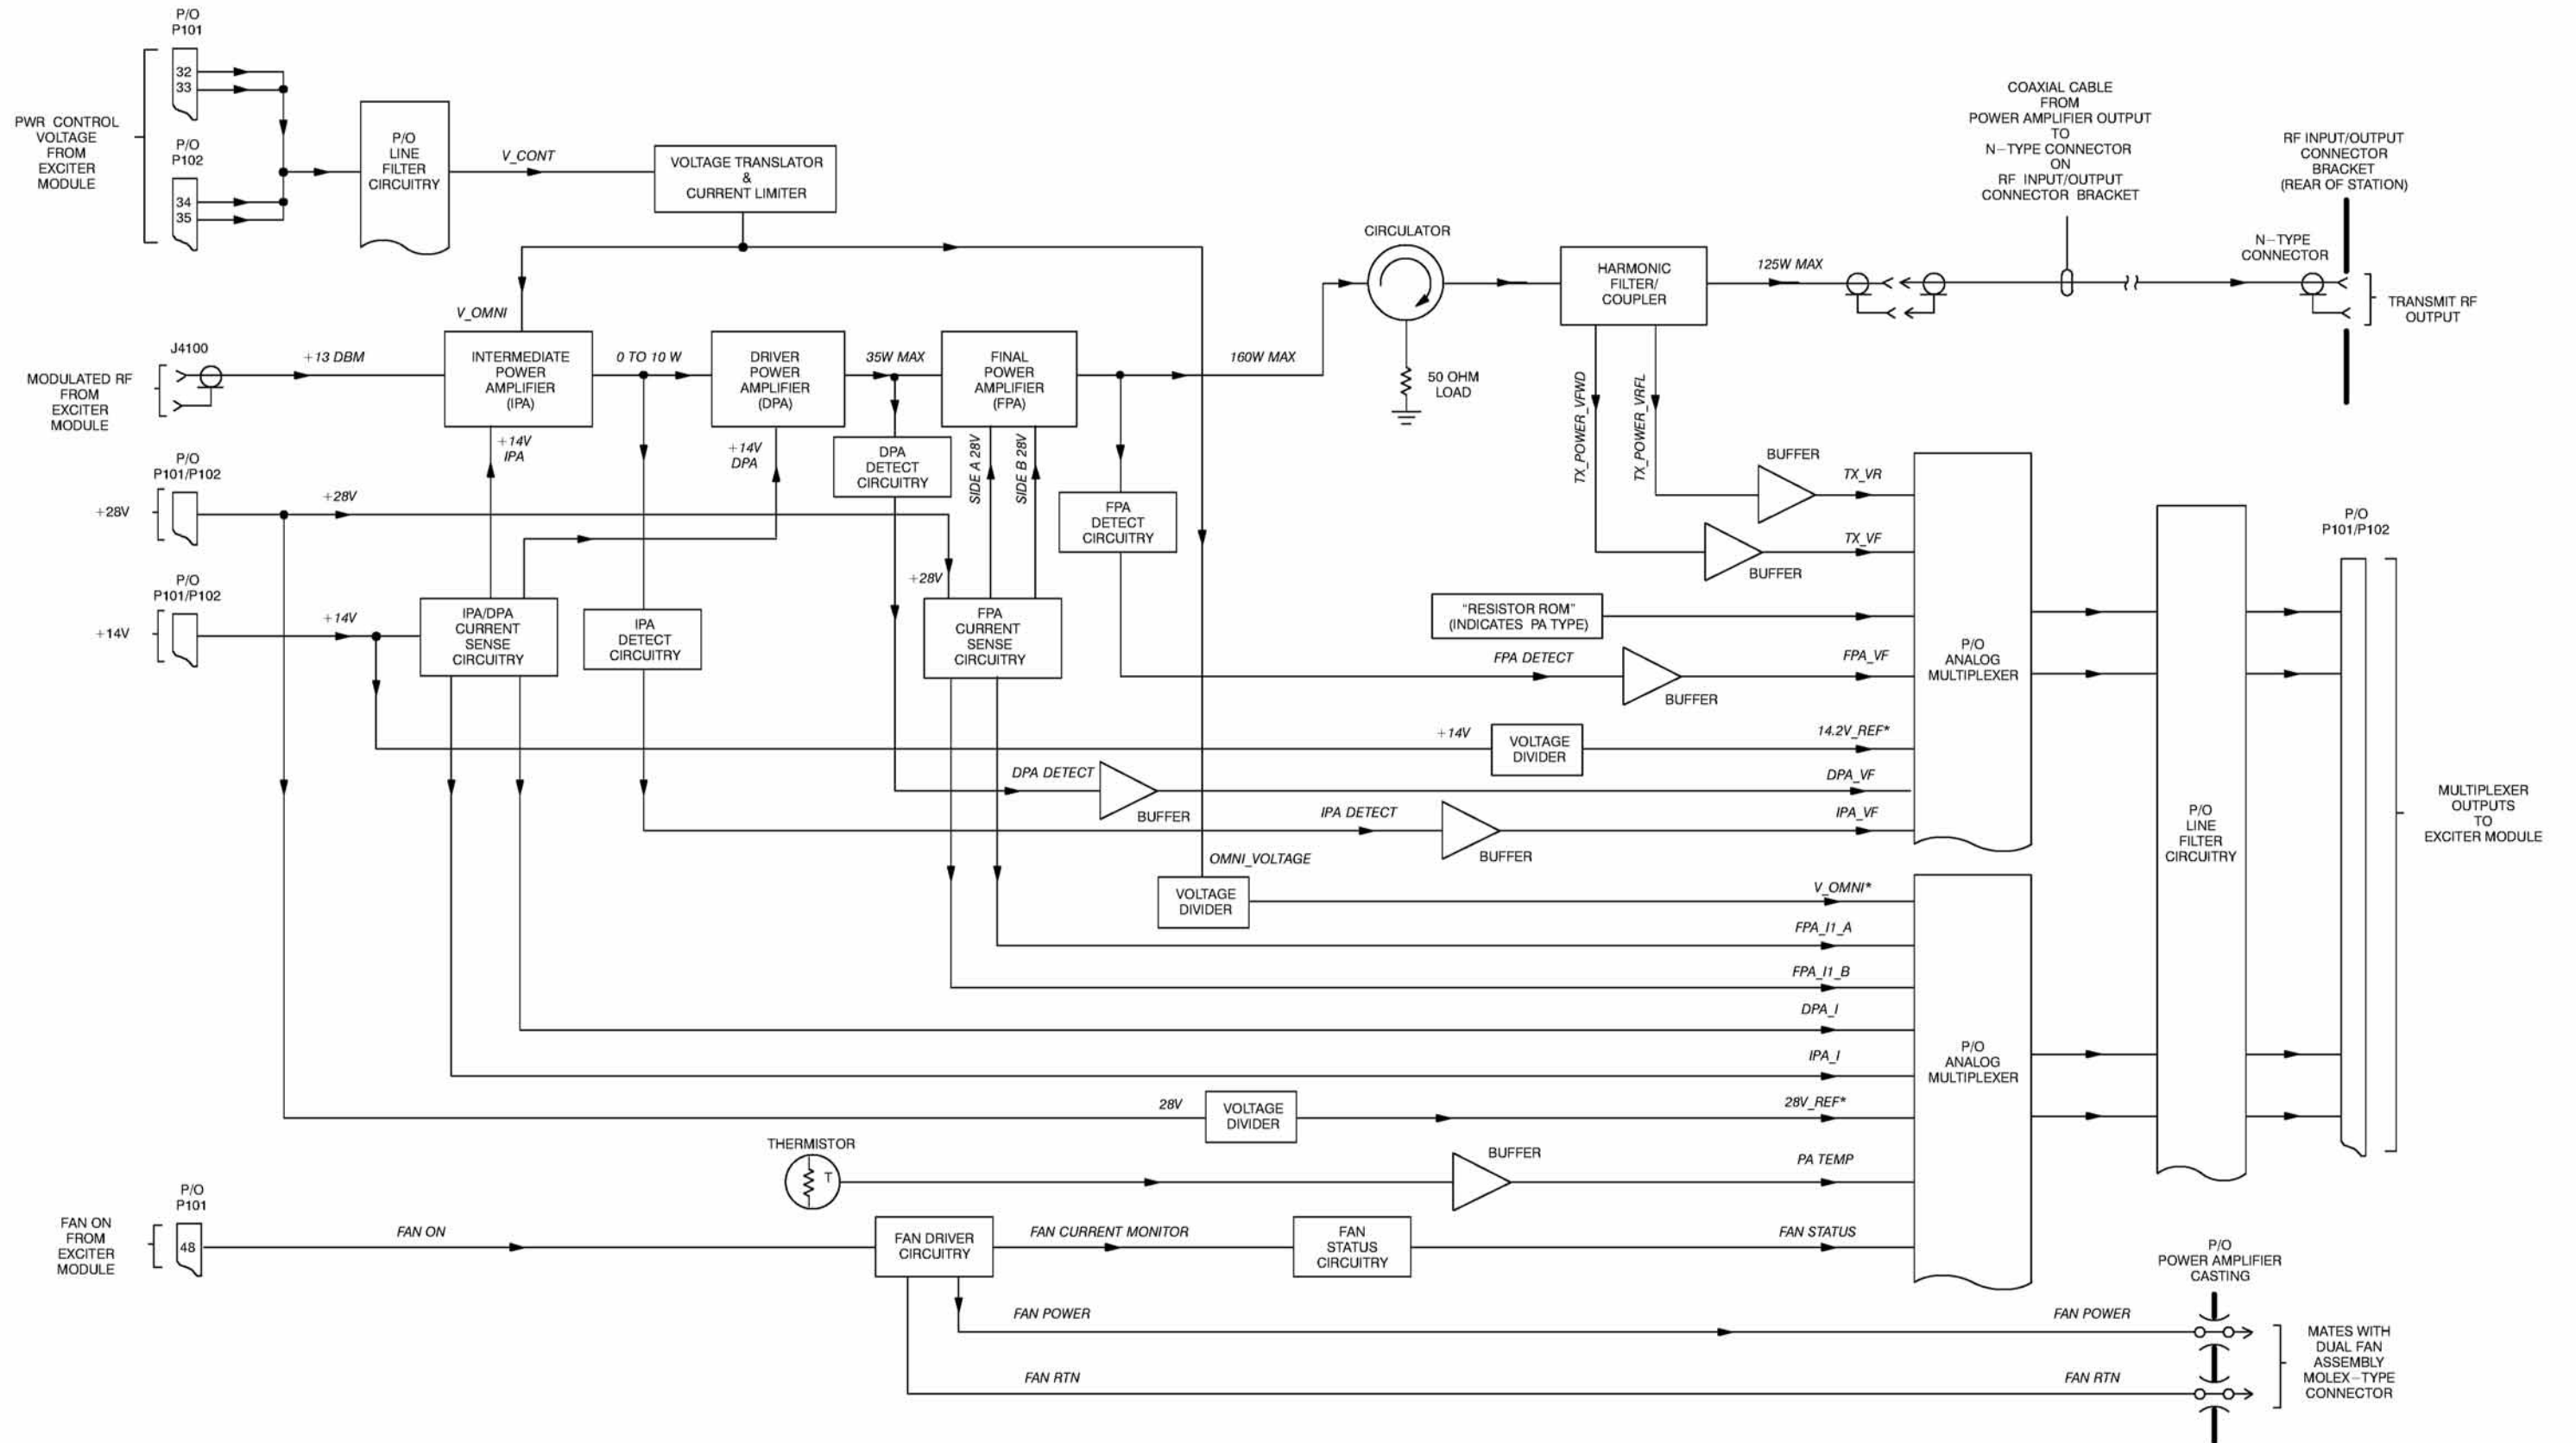 P/O
P101
32
33
PWR CONTROL
VOLTAGE
FROM
EXCITER
MODULE
P/O
P102
34
35
P/O
LINE
FILTER
CIRCUITRY
V_CONT
VOLTAGE TRANSLATOR
&
CURRENT LIMITER
COAXIAL CABLE
FROM
POWER AMPLIFIER OUTPUT
TO
N-TYPE CONNECTOR
ON
RF INPUT/OUTPUT
CONNECTOR BRACKET
RF INPUT/OUTPUT
CONNECTOR
BRACKET
(REAR OF STATION)
CIRCULATOR
HARMONIC
FILTER/
COUPLER
125W MAX
N-TYPE
CONNECTOR
TRANSMIT RF
OUTPUT
50 OHM
LOAD
V_OMNI
J4100
MODULATED RF
FROM
EXCITER
MODULE
+13 DBM
INTERMEDIATE
POWER
AMPLIFIER
(IPA)
0 TO 10 W
DRIVER
POWER
AMPLIFIER
(DPA)
35W MAX
FINAL
POWER
AMPLIFIER
(FPA)
160W MAX
TX_POWER_VFWD
TX_POWER_VRFL
+14V
IPA
+14V
DPA
DPA
DETECT
CIRCUITRY
SIDE A 28V
SIDE B 28V
FPA
DETECT
CIRCUITRY
BUFFER
TX_VR
BUFFER
TX_VF
P/O
P101/P102
+28V
+28V
+28V
P/O
P101/P102
+14V
+14V
IPA/DPA
CURRENT
SENSE
CIRCUITRY
IPA
DETECT
CIRCUITRY
FPA
CURRENT
SENSE
CIRCUITRY
"RESISTOR ROM"
(INDICATES PA TYPE)
FPA DETECT
BUFFER
FPA_VF
P/O
ANALOG
MULTIPLEXER
+14V
VOLTAGE
DIVIDER
14.2V_REF*
DPA DETECT
BUFFER
DPA_VF
IPA DETECT
BUFFER
IPA_VF
P/O
P101/P102
P/O
LINE
FILTER
CIRCUITRY
MULTIPLEXER
OUTPUTS
TO
EXCITER MODULE
OMNI_VOLTAGE
VOLTAGE
DIVIDER
V_OMNI*
FPA_I1_A
FPA_I1_B
DPA_I
IPA_I
P/O
ANALOG
MULTIPLEXER
28V
VOLTAGE
DIVIDER
28V_REF*
THERMISTOR
T
BUFFER
PA TEMP
P/O
P101
48
FAN ON
FROM
EXCITER
MODULE
FAN ON
FAN DRIVER
CIRCUITRY
FAN CURRENT MONITOR
FAN
STATUS
CIRCUITRY
FAN STATUS
P/O
POWER AMPLIFIER
CASTING
FAN POWER
FAN POWER
FAN RTN
FAN RTN
MATES WITH
DUAL FAN
ASSEMBLY
MOLEX-TYPE
CONNECTOR